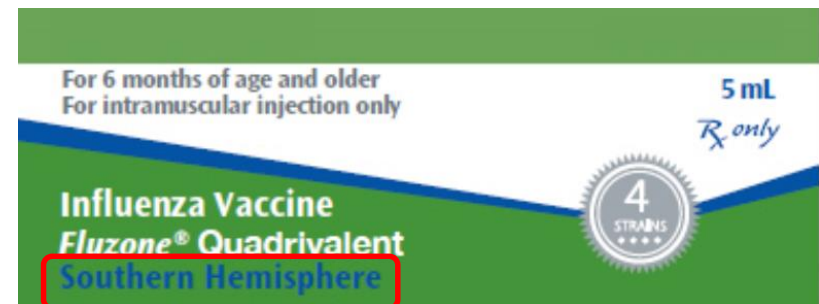 For 6 months of age and older
For intramuscular injection only
5 mL
Rx only
4
STRAINS
Influenza Vaccine
Fluzone® Quadrivalent
Southern Hemisphere